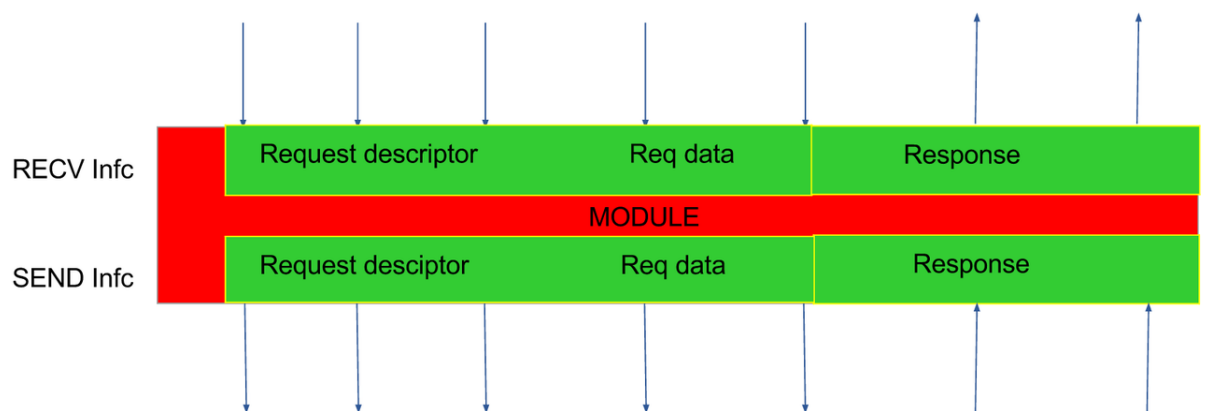 RECV Infc
Request descriptor
Req data
Response
MODULE
SEND Infc
Request desciptor
Req data
Response